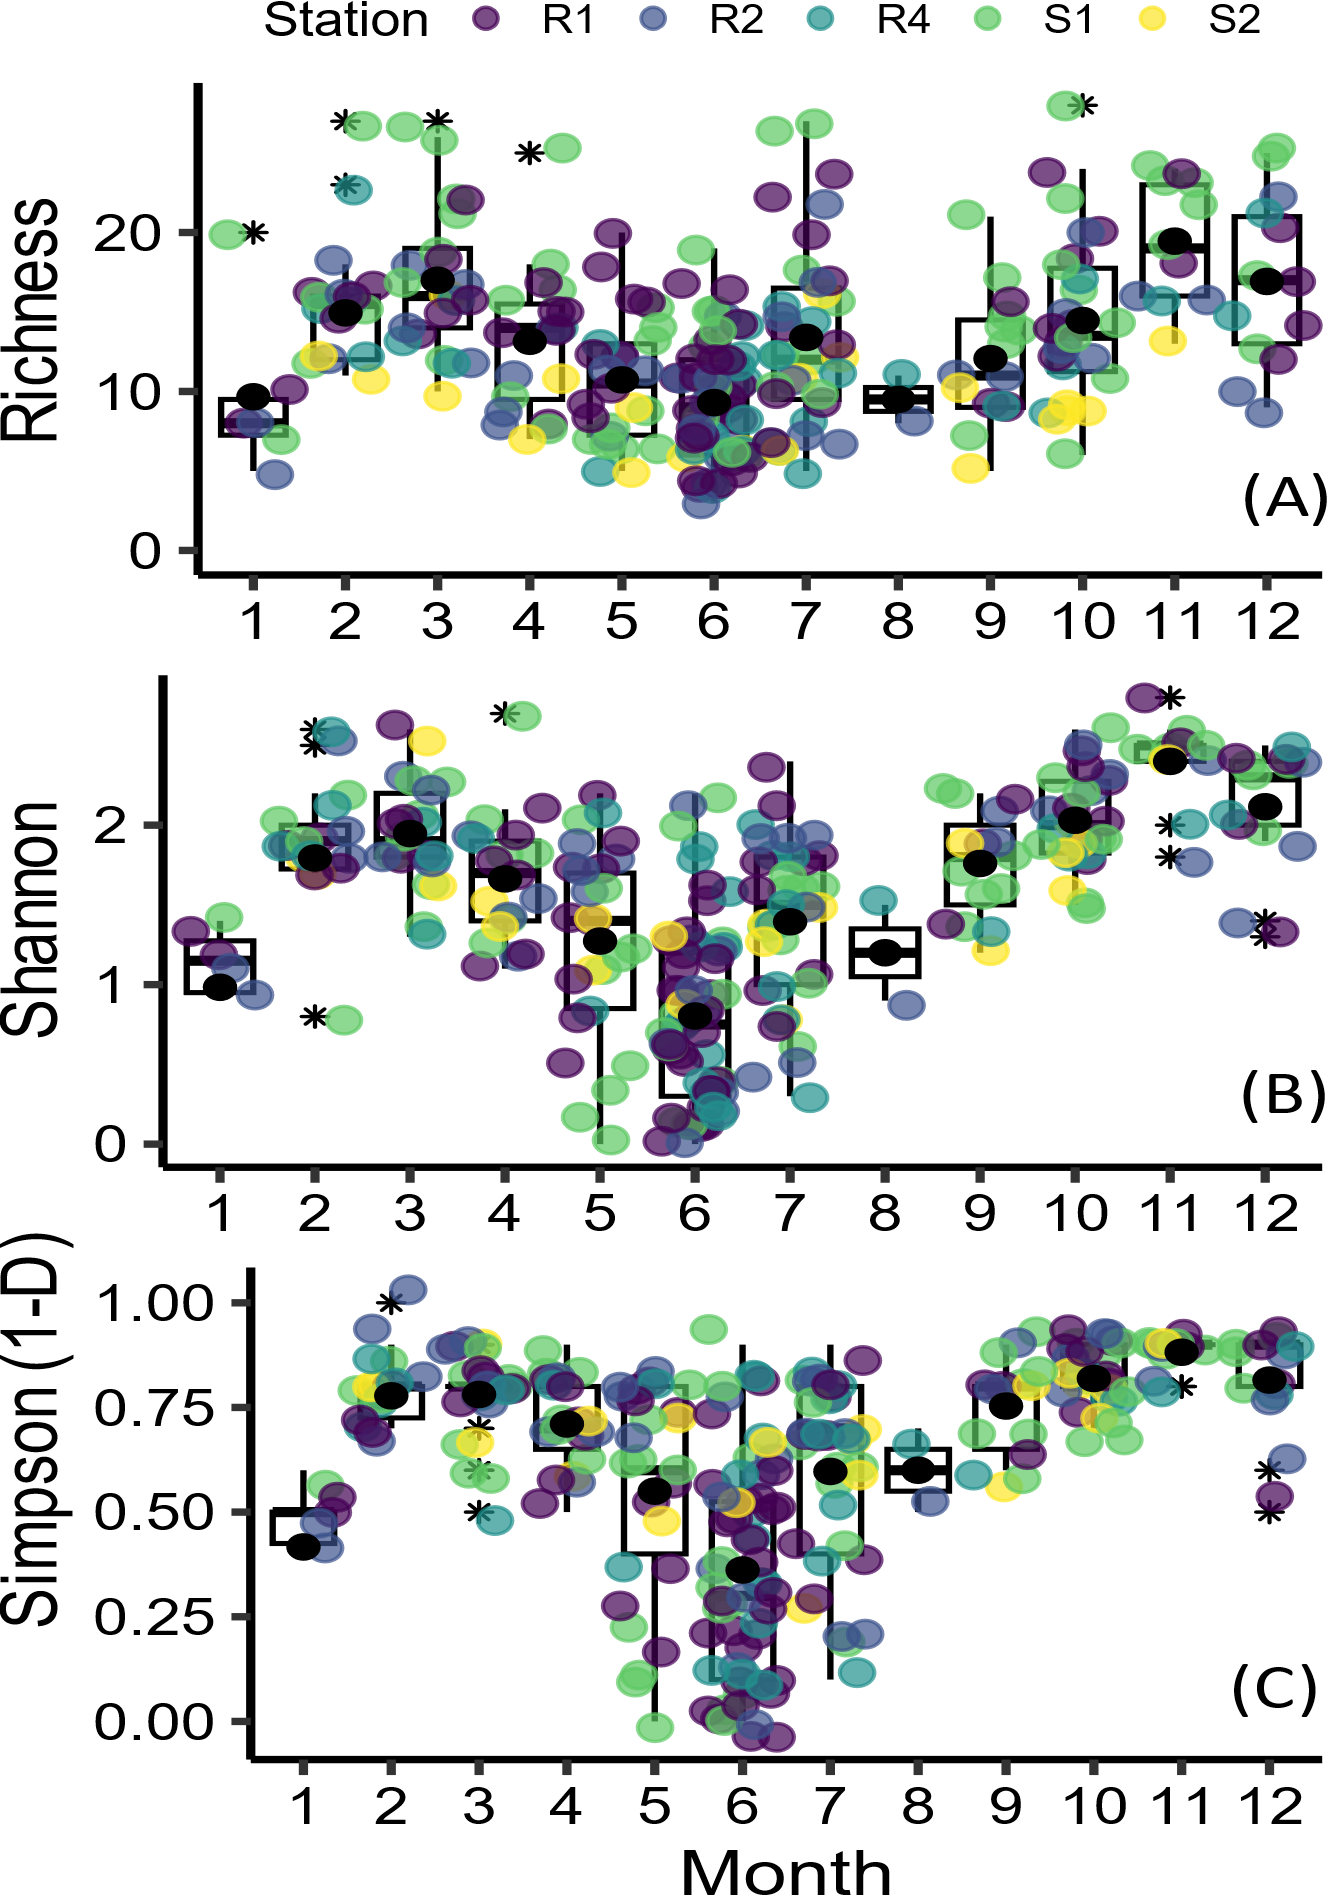 Station R1 R2 R4 S1 S2
Richness
20
10
0
(A)
1 2 3 4 5 6 7 8 9 10 11 12
Shannon
2
1
0
(B)
1 2 3 4 5 6 7 8 9 10 11 12
Simpson (1-D)
1.00
0.75
0.50
0.25
0.00
(C)
1 2 3 4 5 6 7 8 9 10 11 12
Month